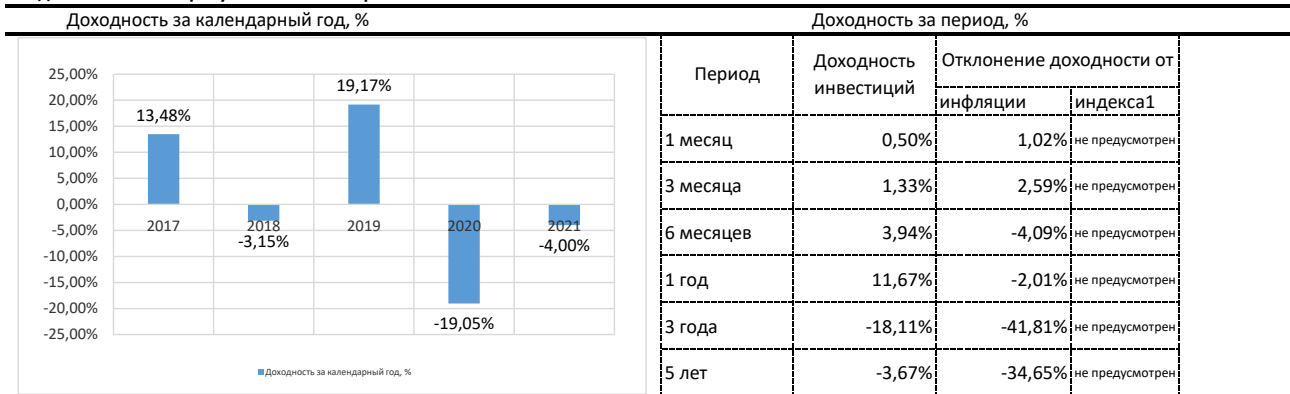 Доходность за календарный год, %
Доходность за период, %
25,00%
20,00%
15,00%
10,00%
5,00%
0,00%
-5,00%
-10,00%
-15,00%
-20,00%
-25,00%
13,48%
-3,15%
19,17%
-19,05%
-4,00%
2017 2018 2019 2020 2021
Доходность за календарный год, %
Период Доходность инвестиций Отклонение доходности от
инфляции индекса1
1 месяц 0,50% 1,02% не предусмотрен
3 месяца 1,33% 2,59% не предусмотрен
6 месяцев 3,94% -4,09% не предусмотрен
1 год 11,67% -2,01% не предусмотрен
3 года -18,11% -41,81% не предусмотрен
5 лет -3,67% -34,65% не предусмотрен